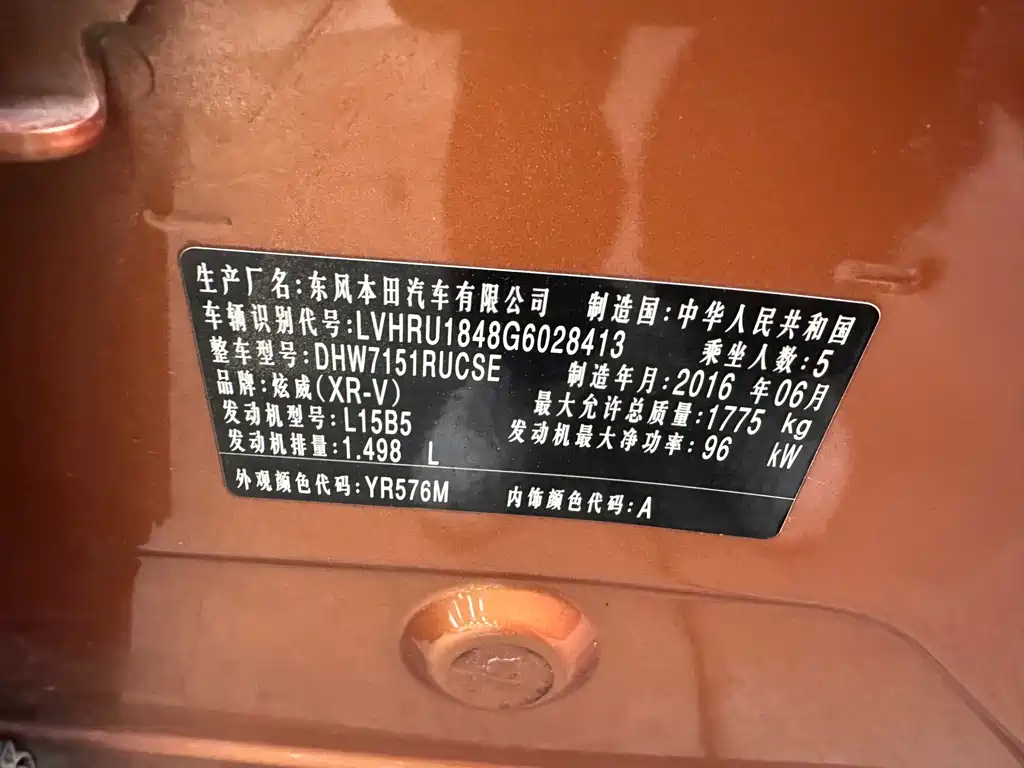 生产厂名:东风本田汽车有限公司 制造国:中华人民共和国
车辆识别代号:LVHRU1848G6028413 乘坐人数:5
整车型号:DHW7151RUCSE 制造年月:2016 年06月
品牌:炫威(XR-V) 最大允许总质量:1775 kg
发动机型号:L15B5 发动机最大净功率:96 kW
发动机排量:1.498 L
外观颜色代码:YR576M 内饰颜色代码:A